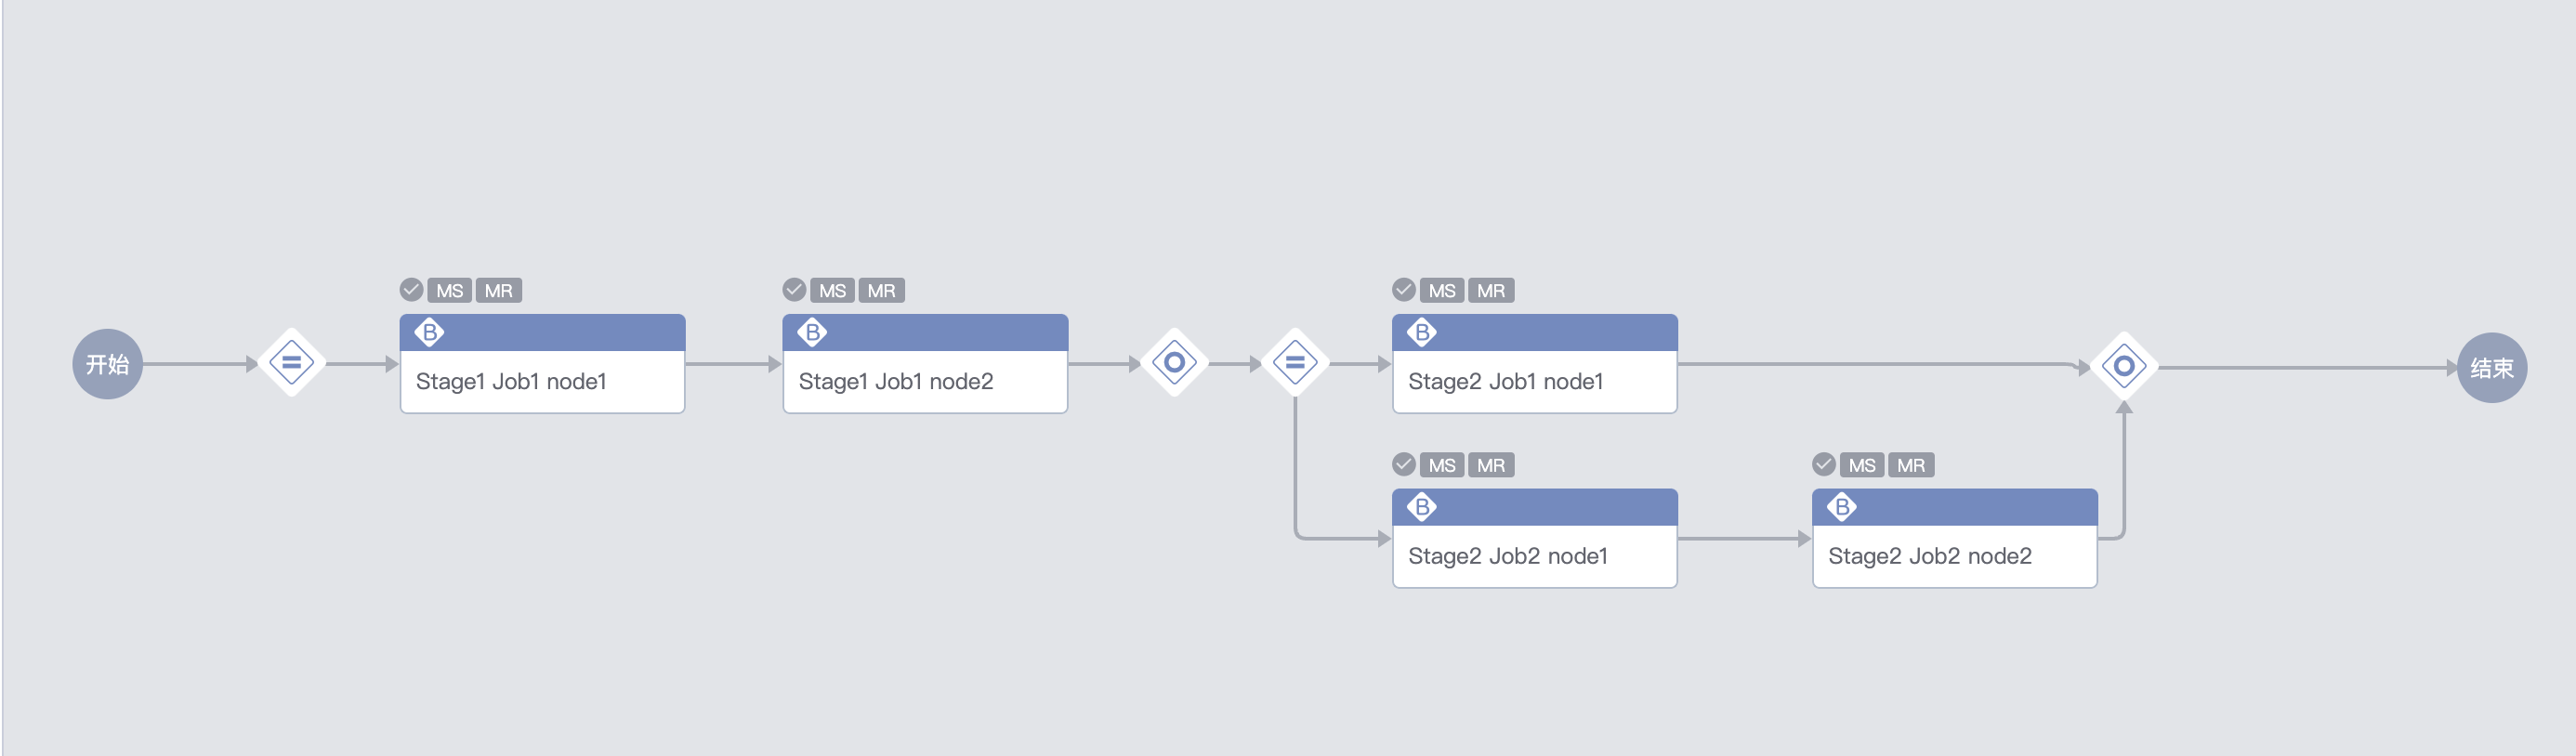 开始
MS MR
B
Stage1 Job1 node1
MS MR
B
Stage1 Job1 node2
MS MR
B
Stage2 Job1 node1
MS MR
B
Stage2 Job2 node1
MS MR
B
Stage2 Job2 node2
结束